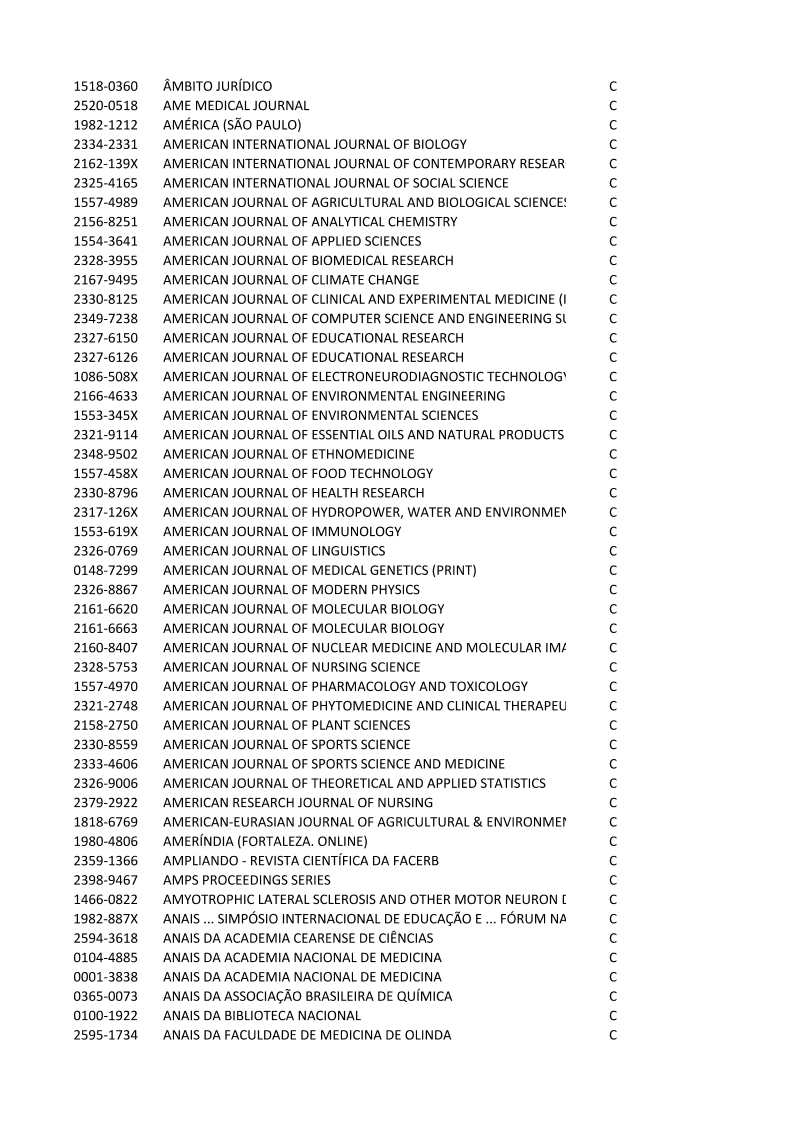 1518-0360 ÂMBITO JURÍDICO C
2520-0518 AME MEDICAL JOURNAL C
1982-1212 AMÉRICA (SÃO PAULO) C
2334-2331 AMERICAN INTERNATIONAL JOURNAL OF BIOLOGY C
2162-139X AMERICAN INTERNATIONAL JOURNAL OF CONTEMPORARY RESEAR C
2325-4165 AMERICAN INTERNATIONAL JOURNAL OF SOCIAL SCIENCE C
1557-4989 AMERICAN JOURNAL OF AGRICULTURAL AND BIOLOGICAL SCIENCES C
2156-8251 AMERICAN JOURNAL OF ANALYTICAL CHEMISTRY C
1554-3641 AMERICAN JOURNAL OF APPLIED SCIENCES C
2328-3955 AMERICAN JOURNAL OF BIOMEDICAL RESEARCH C
2167-9495 AMERICAN JOURNAL OF CLIMATE CHANGE C
2330-8125 AMERICAN JOURNAL OF CLINICAL AND EXPERIMENTAL MEDICINE (I C
2349-7238 AMERICAN JOURNAL OF COMPUTER SCIENCE AND ENGINEERING SU C
2327-6150 AMERICAN JOURNAL OF EDUCATIONAL RESEARCH C
2327-6126 AMERICAN JOURNAL OF EDUCATIONAL RESEARCH C
1086-508X AMERICAN JOURNAL OF ELECTRONEURODIAGNOSTIC TECHNOLOGY C
2166-4633 AMERICAN JOURNAL OF ENVIRONMENTAL ENGINEERING C
1553-345X AMERICAN JOURNAL OF ENVIRONMENTAL SCIENCES C
2321-9114 AMERICAN JOURNAL OF ESSENTIAL OILS AND NATURAL PRODUCTS C
2348-9502 AMERICAN JOURNAL OF ETHNOMEDICINE C
1557-458X AMERICAN JOURNAL OF FOOD TECHNOLOGY C
2330-8796 AMERICAN JOURNAL OF HEALTH RESEARCH C
2317-126X AMERICAN JOURNAL OF HYDROPOWER, WATER AND ENVIRONMEN C
1553-619X AMERICAN JOURNAL OF IMMUNOLOGY C
2326-0769 AMERICAN JOURNAL OF LINGUISTICS C
0148-7299 AMERICAN JOURNAL OF MEDICAL GENETICS (PRINT) C
2326-8867 AMERICAN JOURNAL OF MODERN PHYSICS C
2161-6620 AMERICAN JOURNAL OF MOLECULAR BIOLOGY C
2161-6663 AMERICAN JOURNAL OF MOLECULAR BIOLOGY C
2160-8407 AMERICAN JOURNAL OF NUCLEAR MEDICINE AND MOLECULAR IMA C
2328-5753 AMERICAN JOURNAL OF NURSING SCIENCE C
1557-4970 AMERICAN JOURNAL OF PHARMACOLOGY AND TOXICOLOGY C
2321-2748 AMERICAN JOURNAL OF PHYTOMEDICINE AND CLINICAL THERAPEU C
2158-2750 AMERICAN JOURNAL OF PLANT SCIENCES C
2330-8559 AMERICAN JOURNAL OF SPORTS SCIENCE C
2333-4606 AMERICAN JOURNAL OF SPORTS SCIENCE AND MEDICINE C
2326-9006 AMERICAN JOURNAL OF THEORETICAL AND APPLIED STATISTICS C
2379-2922 AMERICAN RESEARCH JOURNAL OF NURSING C
1818-6769 AMERICAN-EURASIAN JOURNAL OF AGRICULTURAL & ENVIRONMEN C
1980-4806 AMERÍNDIA (FORTALEZA. ONLINE) C
2359-1366 AMPLIANDO - REVISTA CIENTÍFICA DA FACERB C
2398-9467 AMPS PROCEEDINGS SERIES C
1466-0822 AMYOTROPHIC LATERAL SCLEROSIS AND OTHER MOTOR NEURON D C
1982-887X ANAIS ... SIMPÓSIO INTERNACIONAL DE EDUCAÇÃO E ... FÓRUM NA C
2594-3618 ANAIS DA ACADEMIA CEARENSE DE CIÊNCIAS C
0104-4885 ANAIS DA ACADEMIA NACIONAL DE MEDICINA C
0001-3838 ANAIS DA ACADEMIA NACIONAL DE MEDICINA C
0365-0073 ANAIS DA ASSOCIAÇÃO BRASILEIRA DE QUÍMICA C
0100-1922 ANAIS DA BIBLIOTECA NACIONAL C
2595-1734 ANAIS DA FACULDADE DE MEDICINA DE OLINDA C